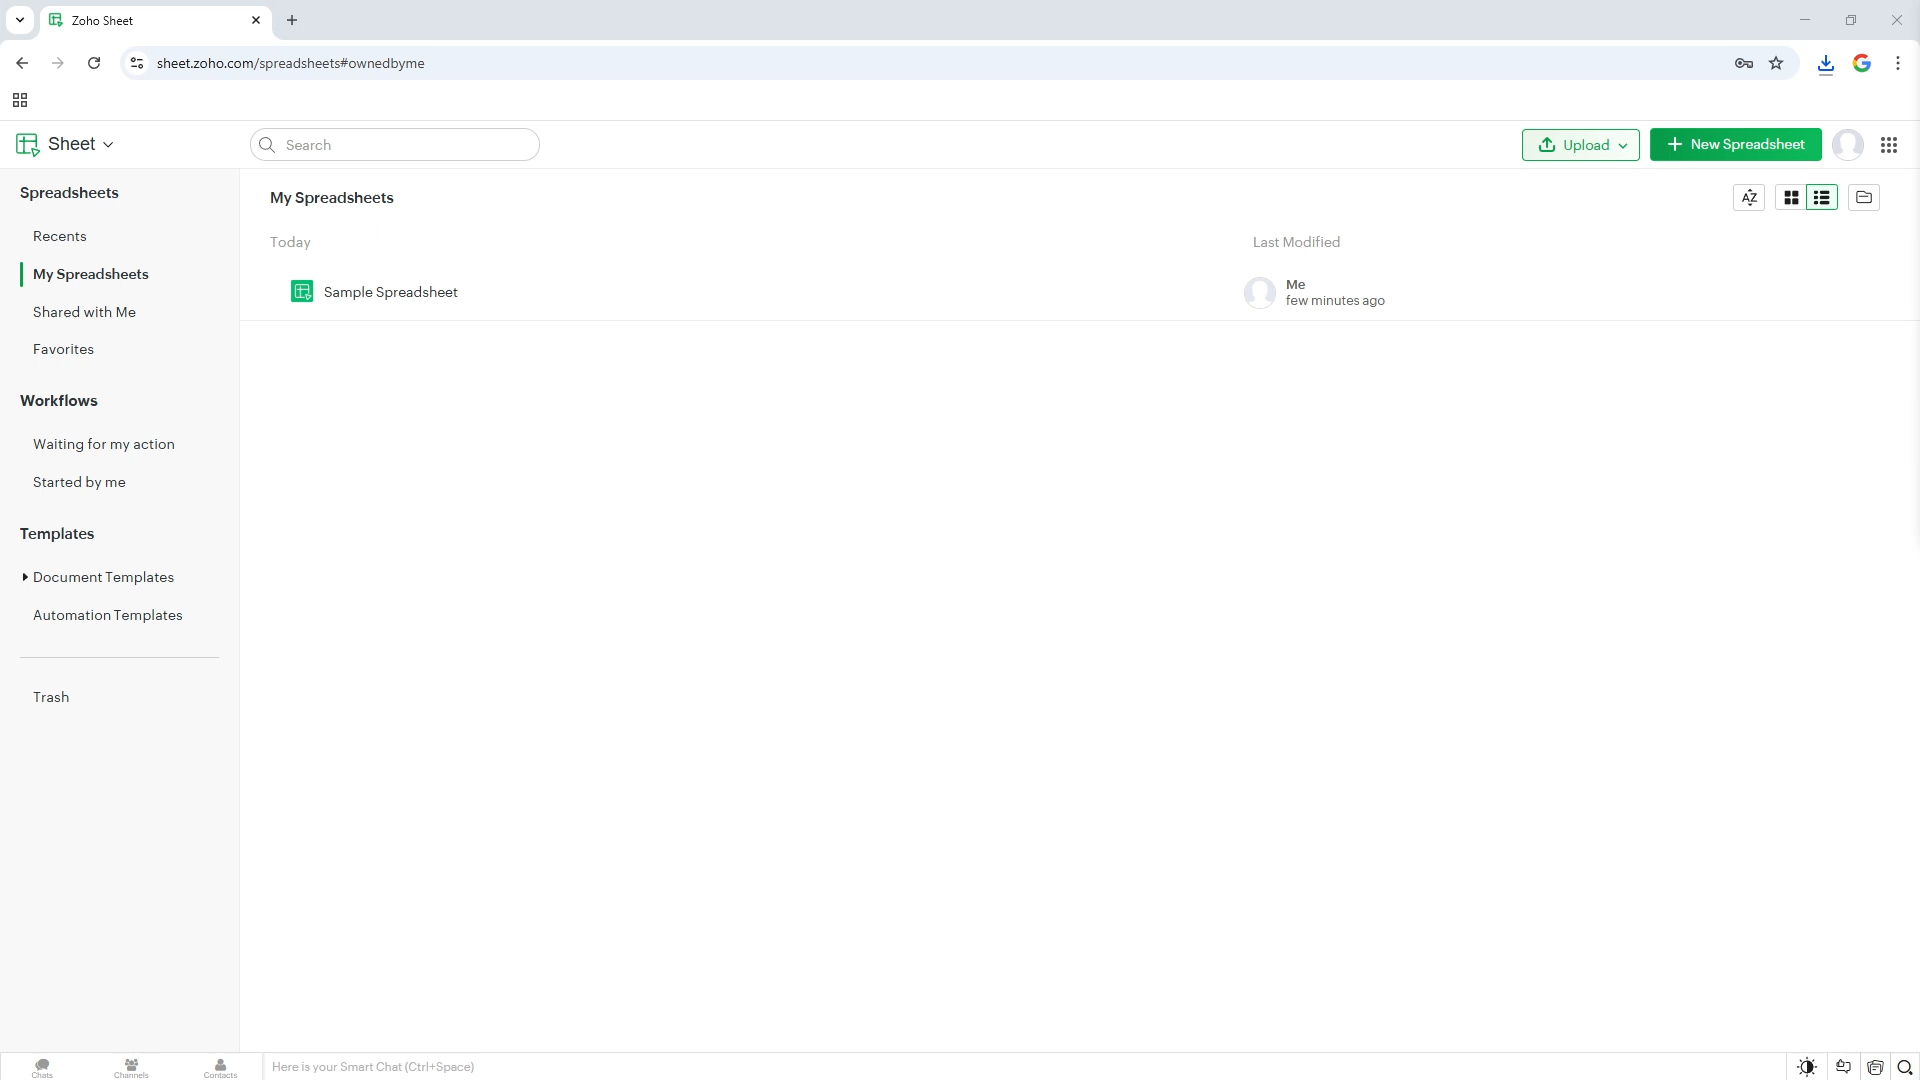 Zoho Sheet
sheet.zoho.com/spreadsheets#ownedbyme
Sheet
Search
Upload
New Spreadsheet
Spreadsheets
Recents
My Spreadsheets
Shared with Me
Favorites
Workflows
Waiting for my action
Started by me
Templates
Document Templates
Automation Templates
Trash
My Spreadsheets
AZ
Today
Last Modified
Sample Spreadsheet
Me
few minutes ago
Chats
Channels
Contacts
Here is your Smart Chat (Ctrl+Space)